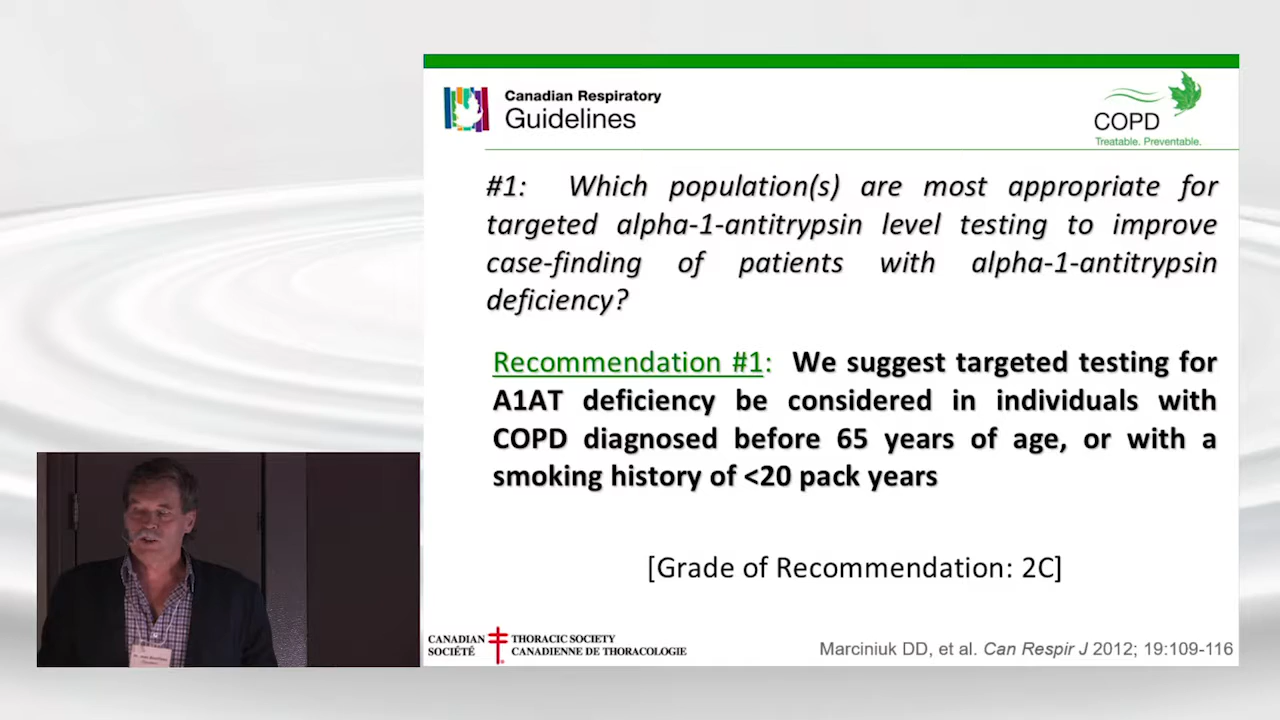 Canadian Respiratory
Guidelines
COPD
Treatable. Preventable.
#1: Which population(s) are most appropriate for
targeted alpha-1-antitrypsin level testing to improve
case-finding of patients with alpha-1-antitrypsin
deficiency?
Recommendation #1: We suggest targeted testing for
A1AT deficiency be considered in individuals with
COPD diagnosed before 65 years of age, or with a
smoking history of <20 pack years
[Grade of Recommendation: 2C]
CANADIAN THORACIC SOCIETY
SOCIÉTÉ CANADIENNE DE THORACOLOGIE
Marciniuk DD, et al. Can Respir J 2012; 19:109-116